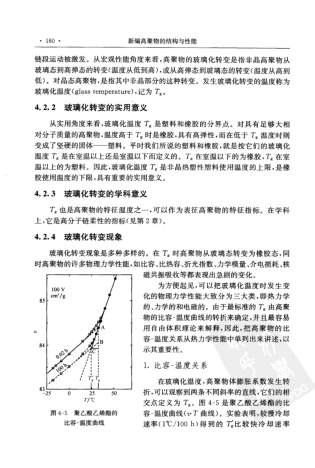 ·160· 新编高聚物的结构与性能
链段运动被激发。从宏观性能角度来看,高聚物的玻璃化转变是指非晶高聚物从
玻璃态到高弹态的转变(温度从低到高),或从高弹态到玻璃态的转变(温度从高到
低)。对晶态高聚物,是指其中非晶部分的这种转变。发生玻璃化转变的温度称为
玻璃化温度(glass temperature),记为 Tg。
4.2.2 玻璃化转变的实用意义
从实用角度来看,玻璃化温度 Tg 是塑料和橡胶的分界点。对具有足够大相
对分子质量的高聚物,温度高于 Tg 时是橡胶,具有高弹性,而在低于 Tg 温度时则
变成了坚硬的固体——塑料。平时我们所说的塑料和橡胶,就是按它们的玻璃化
温度 Tg 是在室温以上还是室温以下而定义的。Tg 在室温以下的为橡胶,Tg 在室
温以上的为塑料。因此,玻璃化温度 Tg 是非晶热塑性塑料使用温度的上限,是橡
胶使用温度的下限,具有重要的实用意义。
4.2.3 玻璃化转变的学科意义
Tg 也是高聚物的特征温度之一,可以作为表征高聚物的特征指标。在学科
上,它是高分子链柔性的指标(见第 2 章)。
4.2.4 玻璃化转变现象
玻璃化转变现象是多种多样的。在 Tg 时高聚物从玻璃态转变为橡胶态,同
时高聚物的许多物理力学性能,如比容、比热容、折光指数、力学模量、介电损耗、核
磁共振吸收等都表现出急剧的变化。
为方便起见,可以把玻璃化温度时发生变
化的物理力学性能大致分为三大类,即热力学
的、力学的和电磁的。由于最标准的 Tg 由高聚
物的比容-温度曲线的转折来确定,并且最容易
用自由体积理论来解释,因此,把高聚物的比
容-温度关系从热力学性能中单列出来讲述,以
示其重要性。
1. 比容-温度关系
在玻璃化温度,高聚物体膨胀系数发生转
折,可以观察到两条不同斜率的直线,它们的相
交点定义为 Tg。图 4-5 是聚乙酸乙烯酯的比
容-温度曲线(v-T 曲线)。实验表明,较慢冷却
速率(1℃/100 h)得到的 Tg 比较快冷却速率
100 V
cm³/g
85
84
83
v
0.02 h
100 h
A
B
-25 0 25 50
T/℃
图 4-5 聚乙酸乙烯酯的
比容-温度曲线